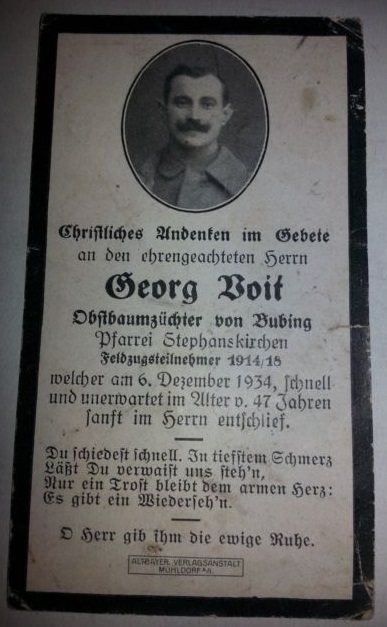 Christliches Andenken im Gebete
an den ehrengeachteten Herrn
Georg Voit
Obstbaumzüchter von Bubing
Pfarrei Stephanskirchen
Feldzugsteilnehmer 1914/18
welcher am 6. Dezember 1934, schnell
und unerwartet im Alter v. 47 Jahren
sanft im Herrn entschlief.
Du schiedest schnell. In tiefstem Schmerz
Läßt Du verwaist uns steh'n,
Nur ein Trost bleibt dem armen Herz:
Es gibt ein Wiederseh'n.
O Herr gib ihm die ewige Ruhe.
ALTBAYER. VERLAGSANSTALT
MÜHLDORF